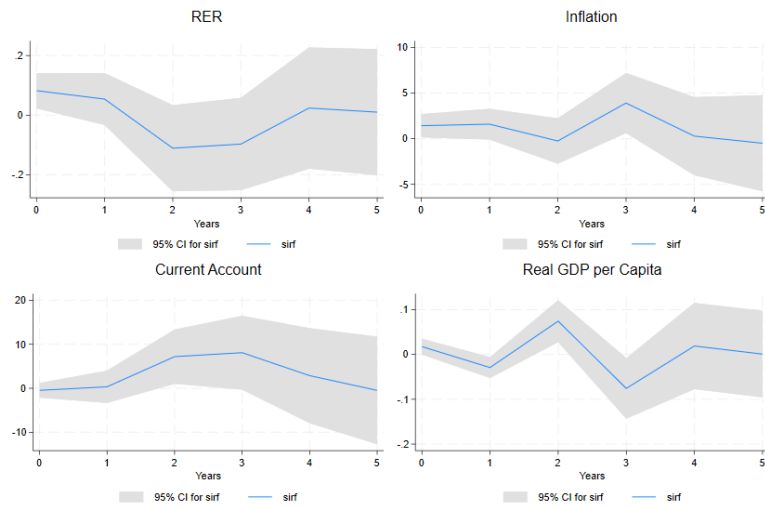 RER
.2
0
-.2
0 1 2 3 4 5
Years
95% CI for sirf sirf
Inflation
10
5
0
-5
0 1 2 3 4 5
Years
95% CI for sirf sirf
Current Account
20
10
0
-10
0 1 2 3 4 5
Years
95% CI for sirf sirf
Real GDP per Capita
.1
0
-.1
-.2
0 1 2 3 4 5
Years
95% CI for sirf sirf